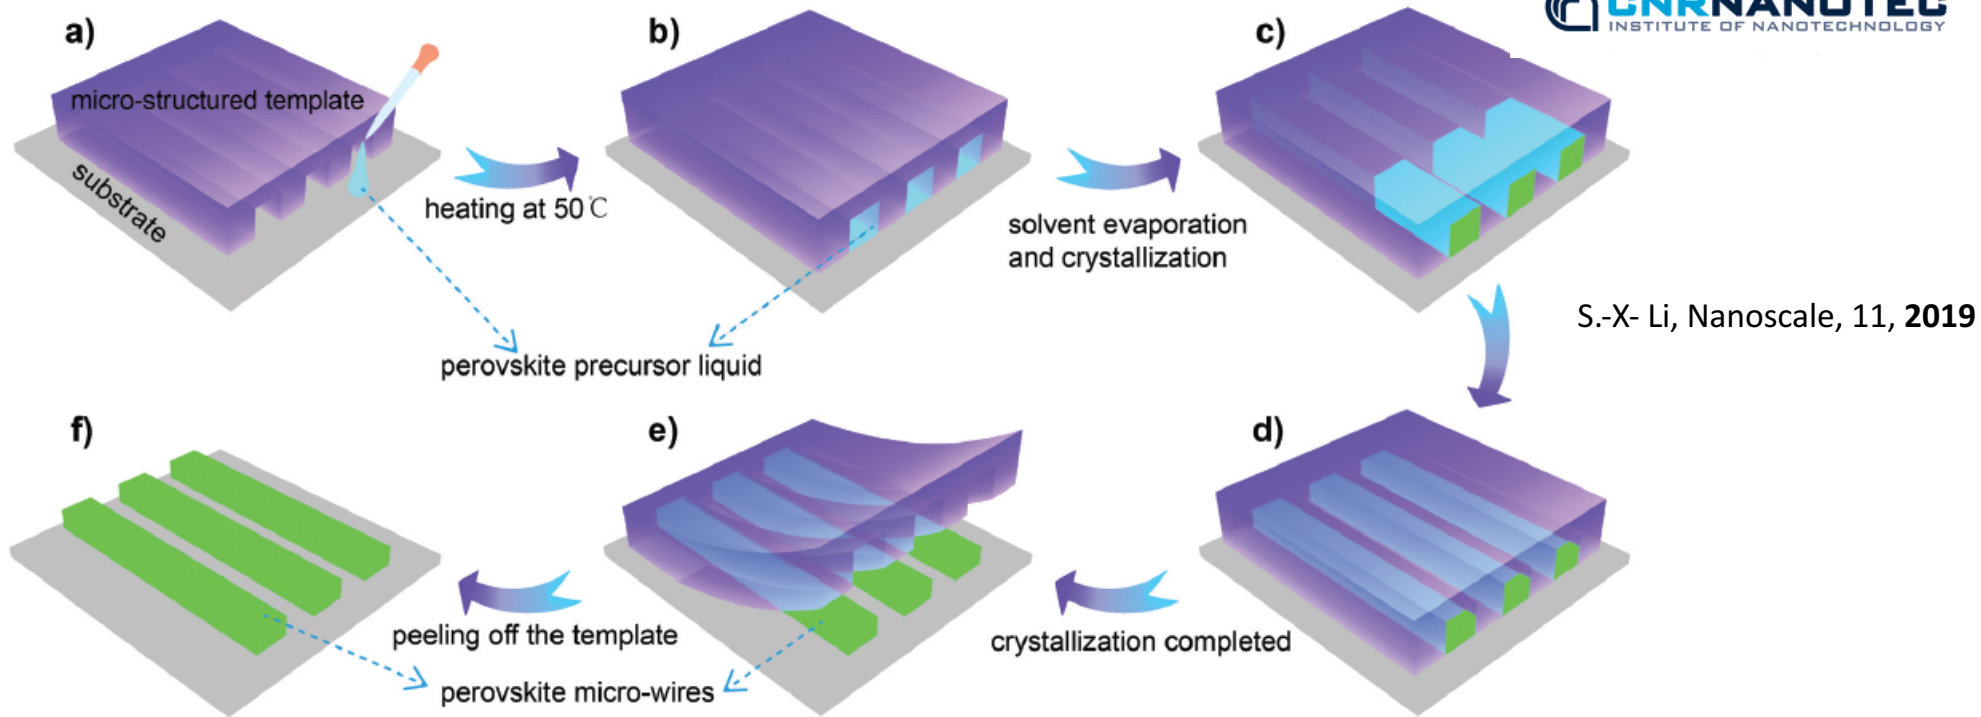 a)
b)
c)
CNRNANOTEC
INSTITUTE OF NANOTECHNOLOGY
micro-structured template
substrate
heating at 50℃
solvent evaporation
and crystallization
perovskite precursor liquid
S.-X- Li, Nanoscale, 11, 2019
f)
e)
d)
peeling off the template
crystallization completed
perovskite micro-wires